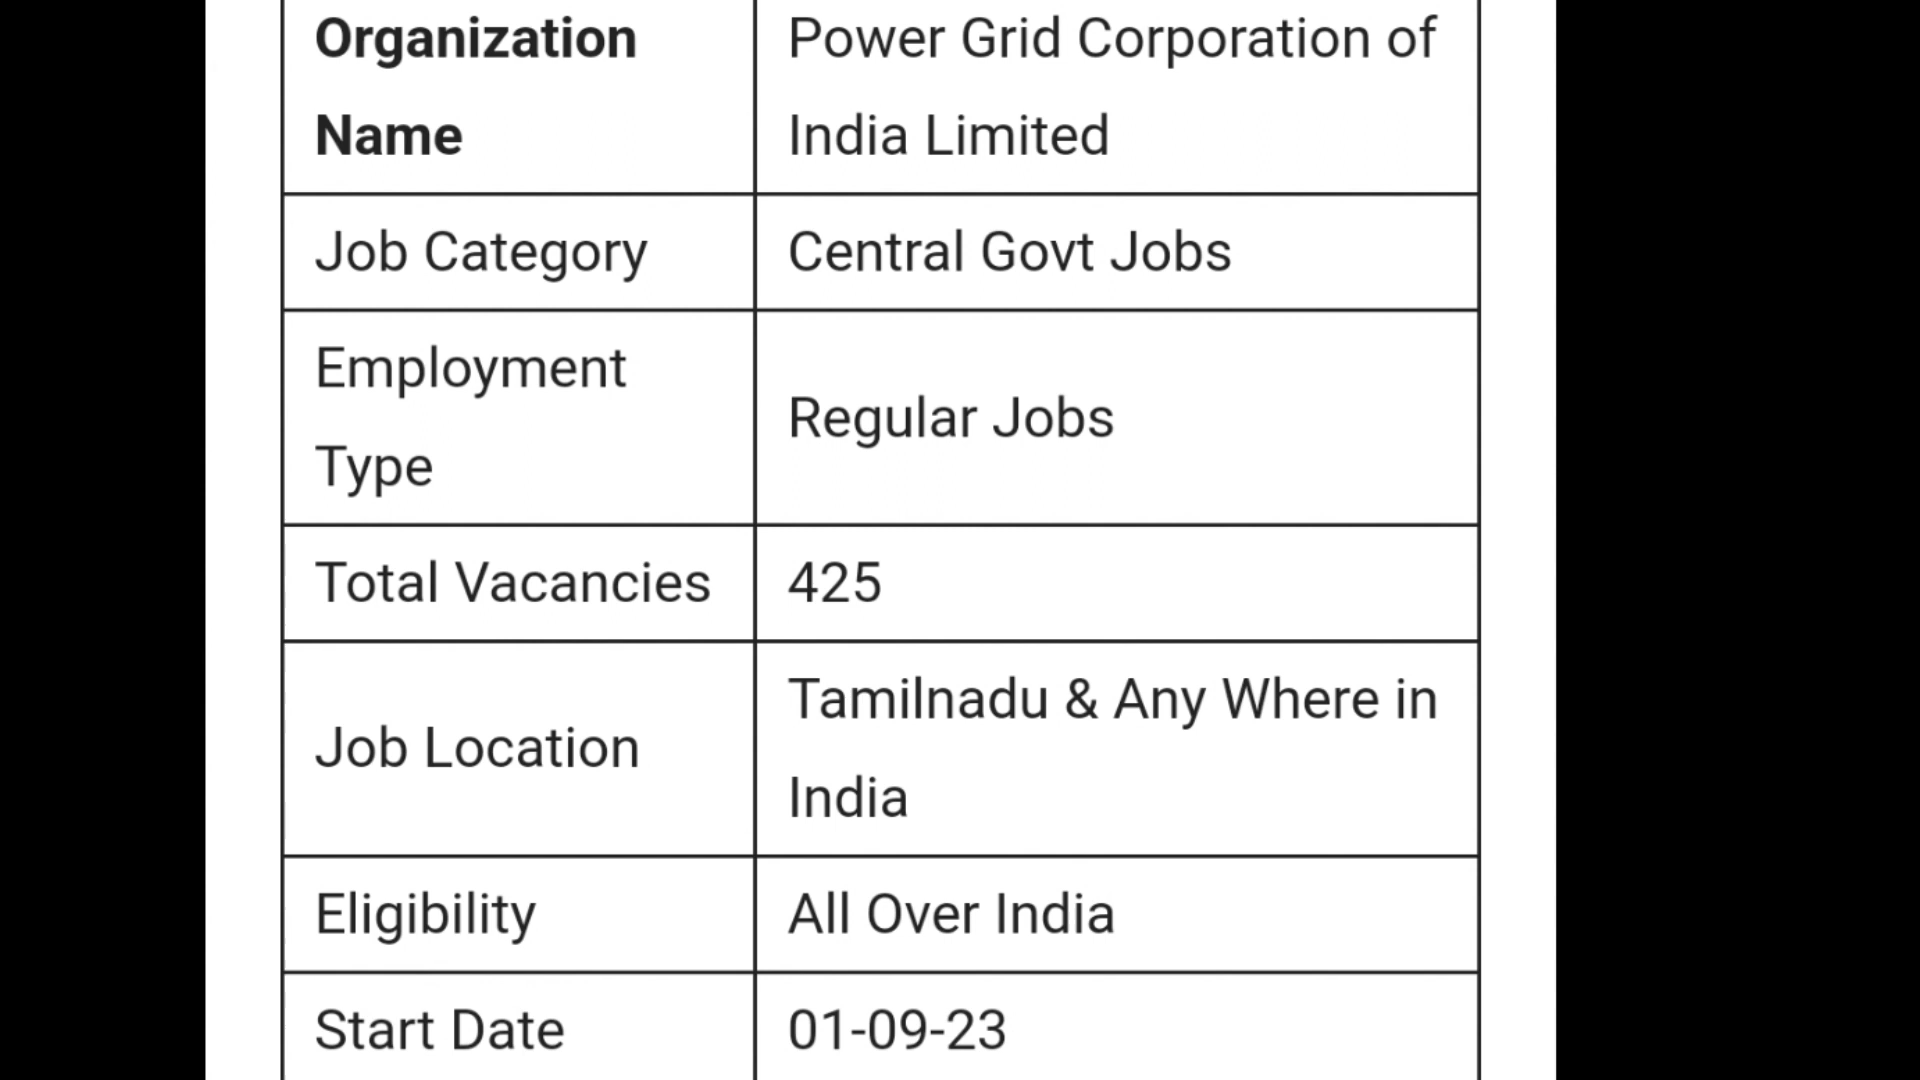 Organization Power Grid Corporation of
Name India Limited
Job Category Central Govt Jobs
Employment
Type
Regular Jobs
Total Vacancies 425
Job Location
Tamilnadu & Any Where in
India
Eligibility All Over India
Start Date 01-09-23